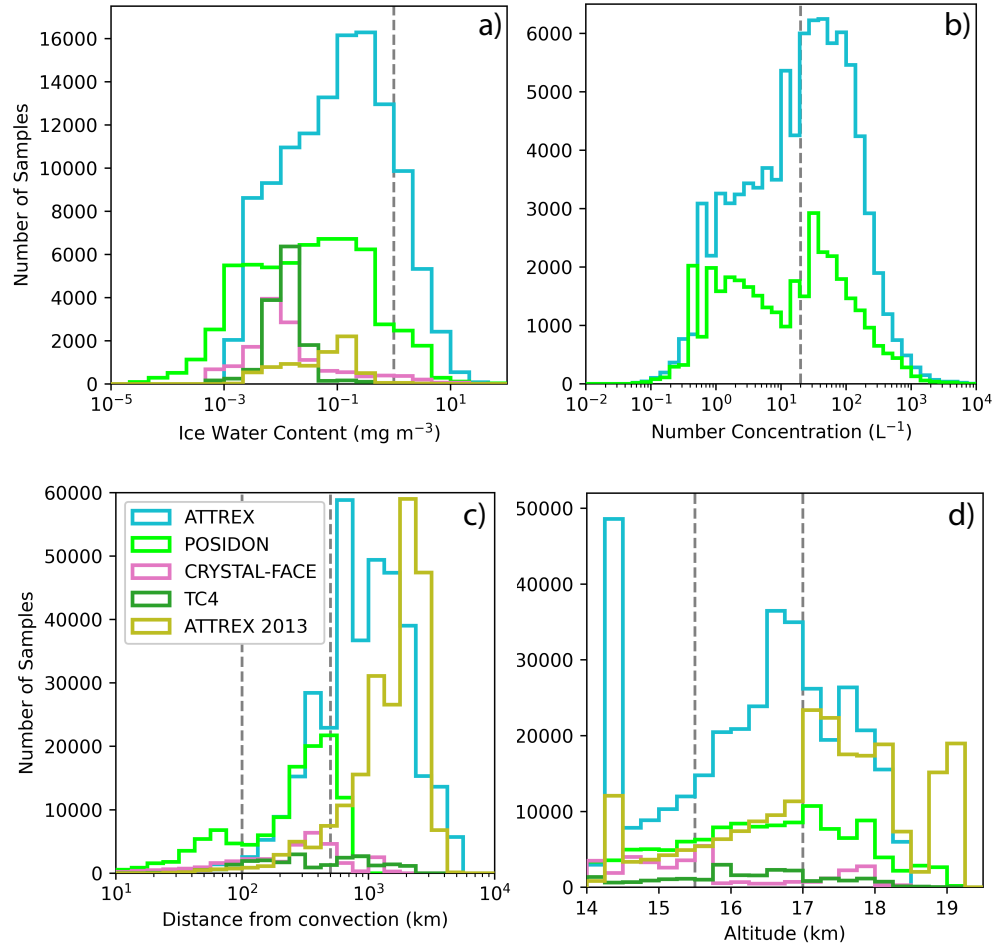 a)
16000
14000
12000
10000
8000
6000
4000
2000
0
Number of Samples
10⁻⁵ 10⁻³ 10⁻¹ 10¹
Ice Water Content (mg m⁻³)
b)
6000
5000
4000
3000
2000
1000
0
10⁻² 10⁻¹ 10⁰ 10¹ 10² 10³ 10⁴
Number Concentration (L⁻¹)
c)
60000
50000
40000
30000
20000
10000
0
Number of Samples
ATTREX
POSIDON
CRYSTAL-FACE
TC4
ATTREX 2013
10¹ 10² 10³ 10⁴
Distance from convection (km)
d)
50000
40000
30000
20000
10000
0
14 15 16 17 18 19
Altitude (km)